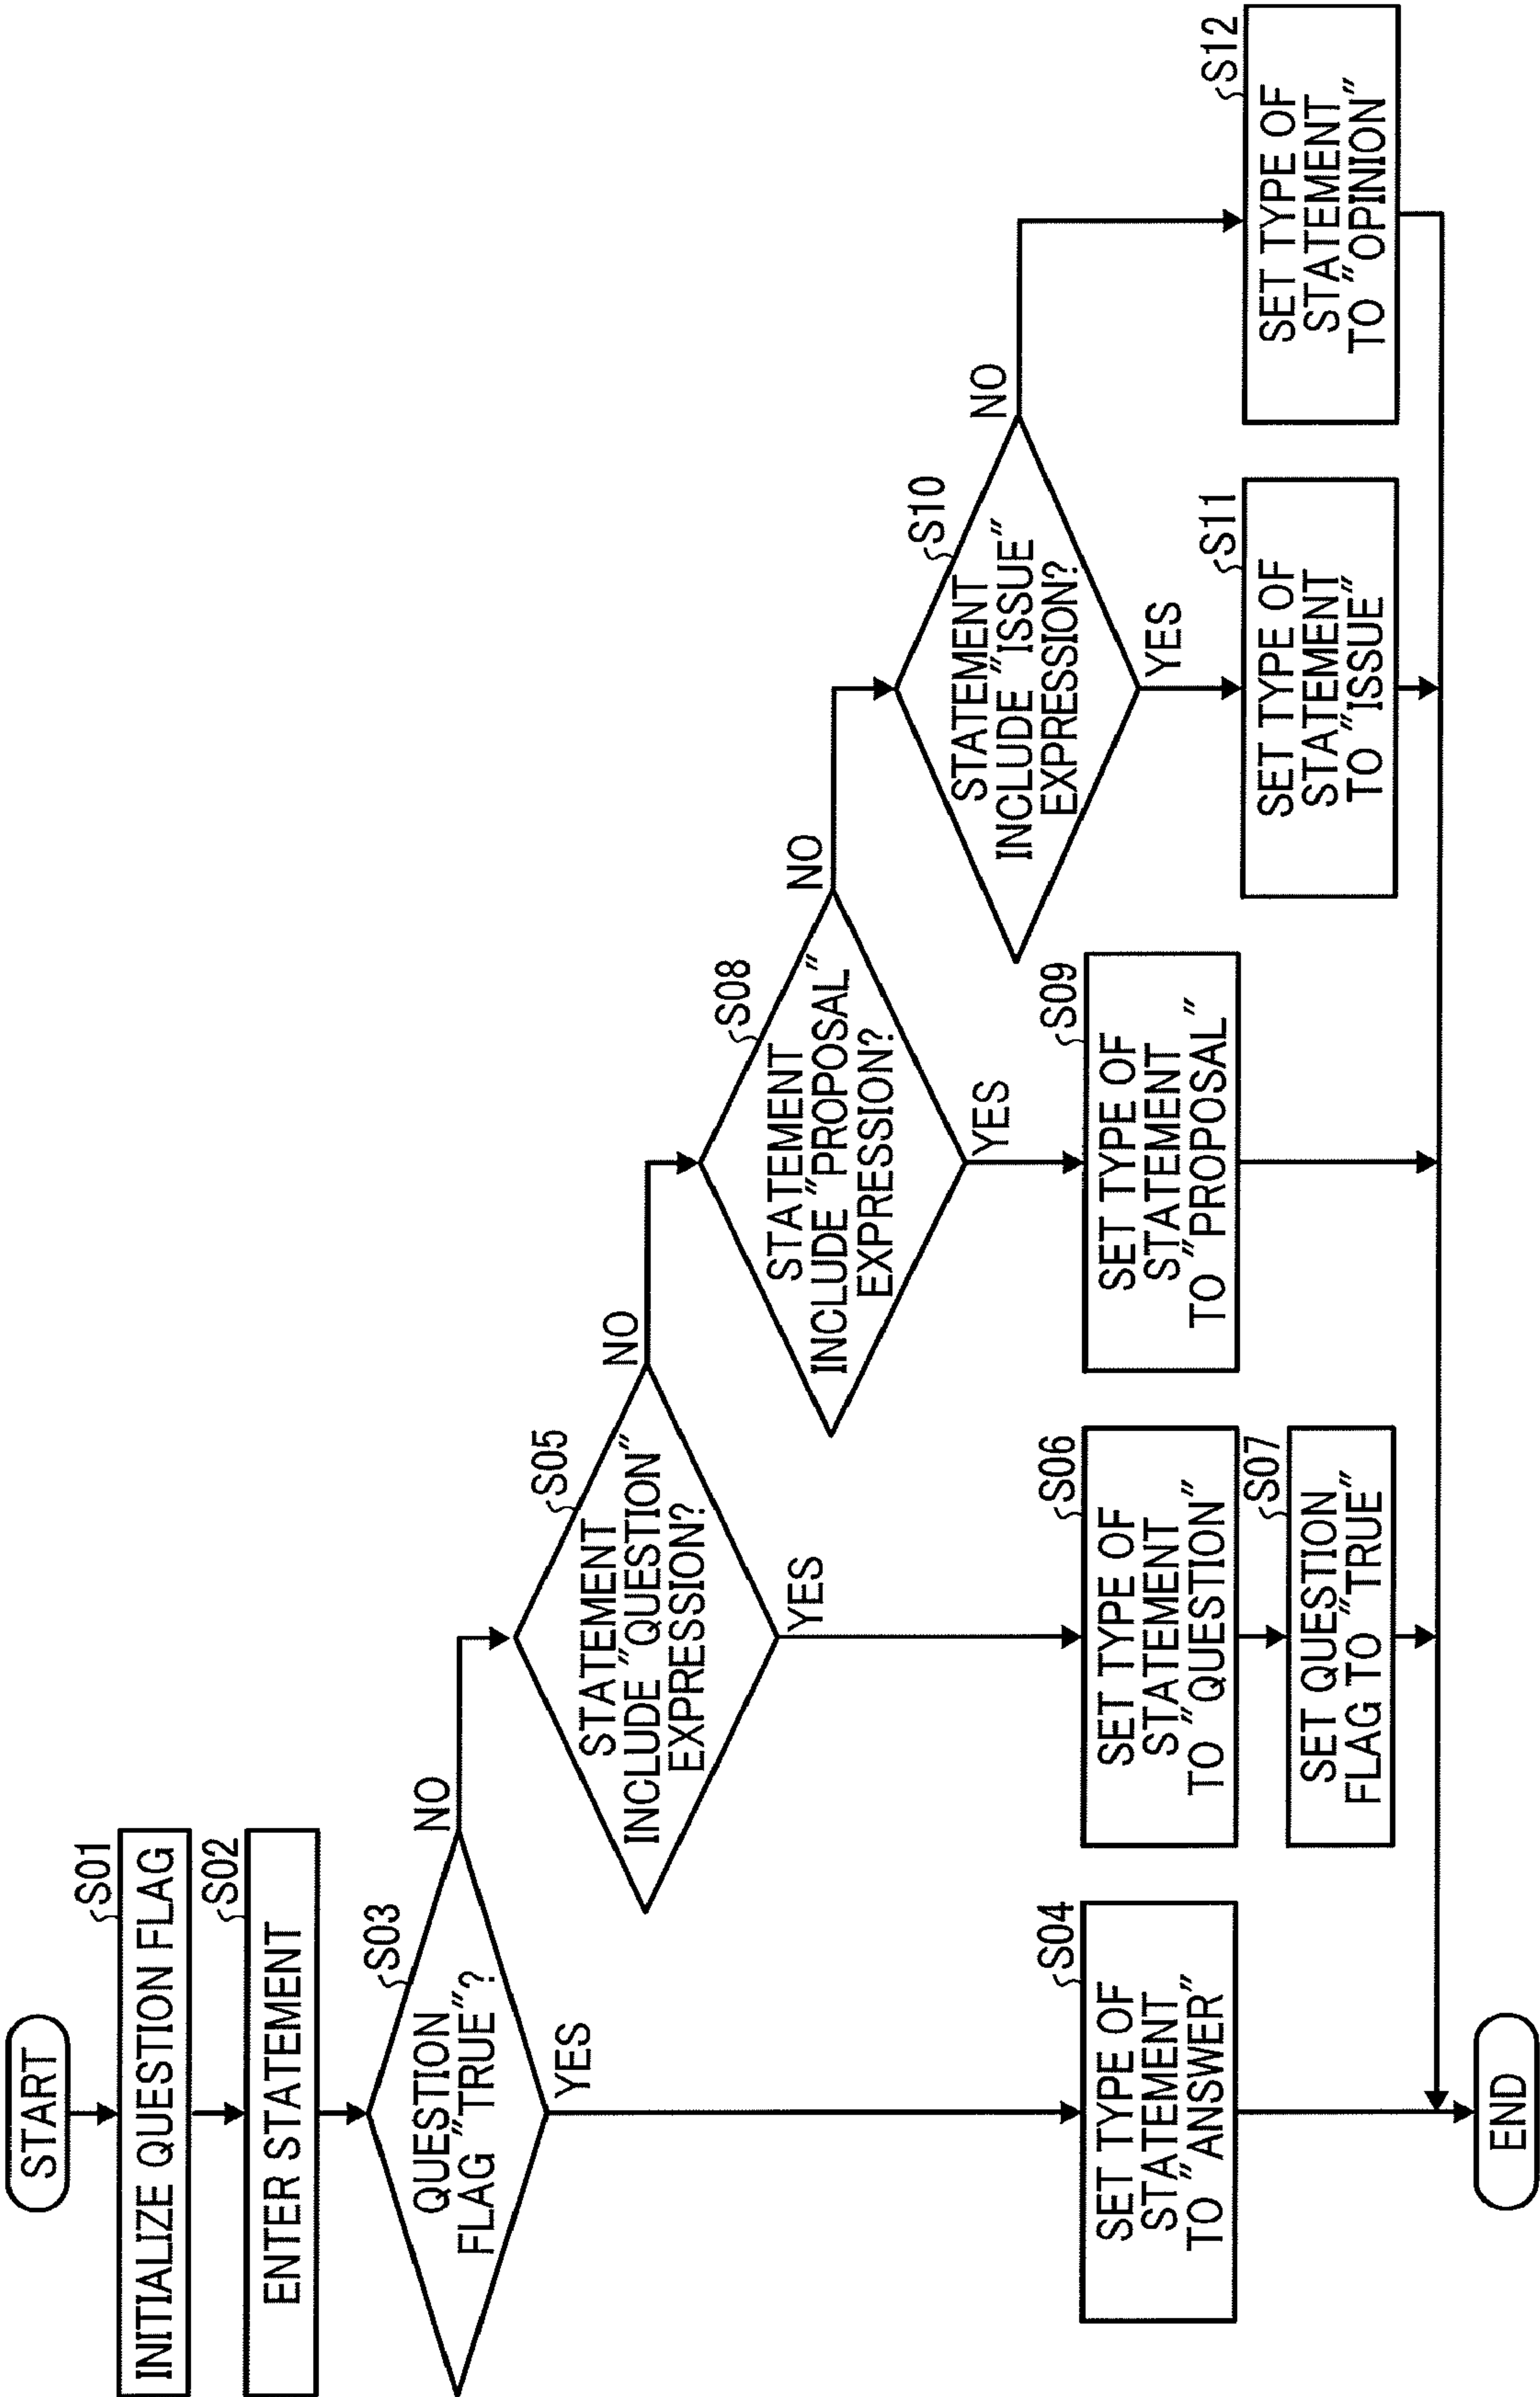 START
S01
INITIALIZE QUESTION FLAG
S02
ENTER STATEMENT
S03
QUESTION
FLAG "TRUE"?
YES
NO
S04
SET TYPE OF
STATEMENT
TO "ANSWER"
S05
STATEMENT
INCLUDE "QUESTION"
EXPRESSION?
YES
NO
S06
SET TYPE OF
STATEMENT
TO "QUESTION"
S07
SET QUESTION
FLAG TO "TRUE"
S08
STATEMENT
INCLUDE "PROPOSAL"
EXPRESSION?
YES
NO
S09
SET TYPE OF
STATEMENT
TO "PROPOSAL"
S10
STATEMENT
INCLUDE "ISSUE"
EXPRESSION?
YES
NO
S11
SET TYPE OF
STATEMENT
TO "ISSUE"
S12
SET TYPE OF
STATEMENT
TO "OPINION"
END